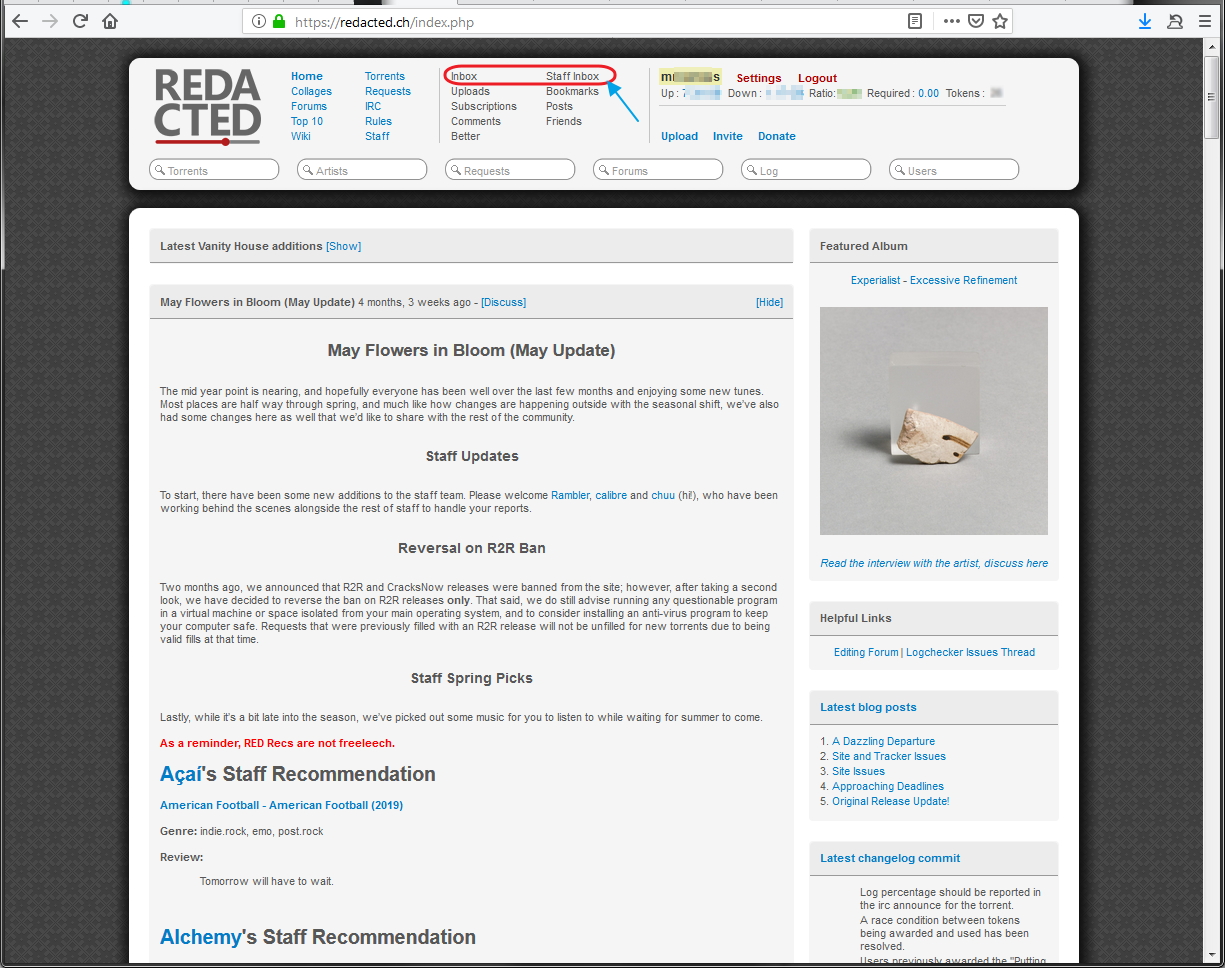 https://redacted.ch/index.php
REDA
CTED
Home Torrents
Collages Requests
Forums IRC
Top 10 Rules
Wiki Staff
Inbox Staff Inbox
Uploads Bookmarks
Subscriptions Posts
Comments Friends
Better
Settings Logout
Up: Down: Ratio: Required: 0.00 Tokens:
Upload Invite Donate
Torrents Artists Requests Forums Log Users
Latest Vanity House additions [Show]
May Flowers in Bloom (May Update) 4 months, 3 weeks ago - [Discuss] [Hide]
May Flowers in Bloom (May Update)
The mid year point is nearing, and hopefully everyone has been well over the last few months and enjoying some new tunes.
Most places are half way through spring, and much like how changes are happening outside with the seasonal shift, we've also
had some changes here as well that we'd like to share with the rest of the community.
Staff Updates
To start, there have been some new additions to the staff team. Please welcome Rambler, calibre and chuu (hi!), who have been
working behind the scenes alongside the rest of staff to handle your reports.
Reversal on R2R Ban
Two months ago, we announced that R2R and CracksNow releases were banned from the site; however, after taking a second
look, we have decided to reverse the ban on R2R releases only. That said, we do still advise running any questionable program
in a virtual machine or space isolated from your main operating system, and to consider installing an anti-virus program to keep
your computer safe. Requests that were previously filled with an R2R release will not be unfilled for new torrents due to being
valid fills at that time.
Staff Spring Picks
Lastly, while it's a bit late into the season, we've picked out some music for you to listen to while waiting for summer to come.
As a reminder, RED Recs are not freeleech.
Açaí's Staff Recommendation
American Football - American Football (2019)
Genre: indie.rock, emo, post.rock
Review:
Tomorrow will have to wait.
Alchemy's Staff Recommendation
Featured Album
Experialist - Excessive Refinement
Read the interview with the artist, discuss here
Helpful Links
Editing Forum | Logchecker Issues Thread
Latest blog posts
1. A Dazzling Departure
2. Site and Tracker Issues
3. Site Issues
4. Approaching Deadlines
5. Original Release Update!
Latest changelog commit
Log percentage should be reported in
the irc announce for the torrent.
A race condition between tokens
being awarded and used has been
resolved.
Users previously awarded the "Putting